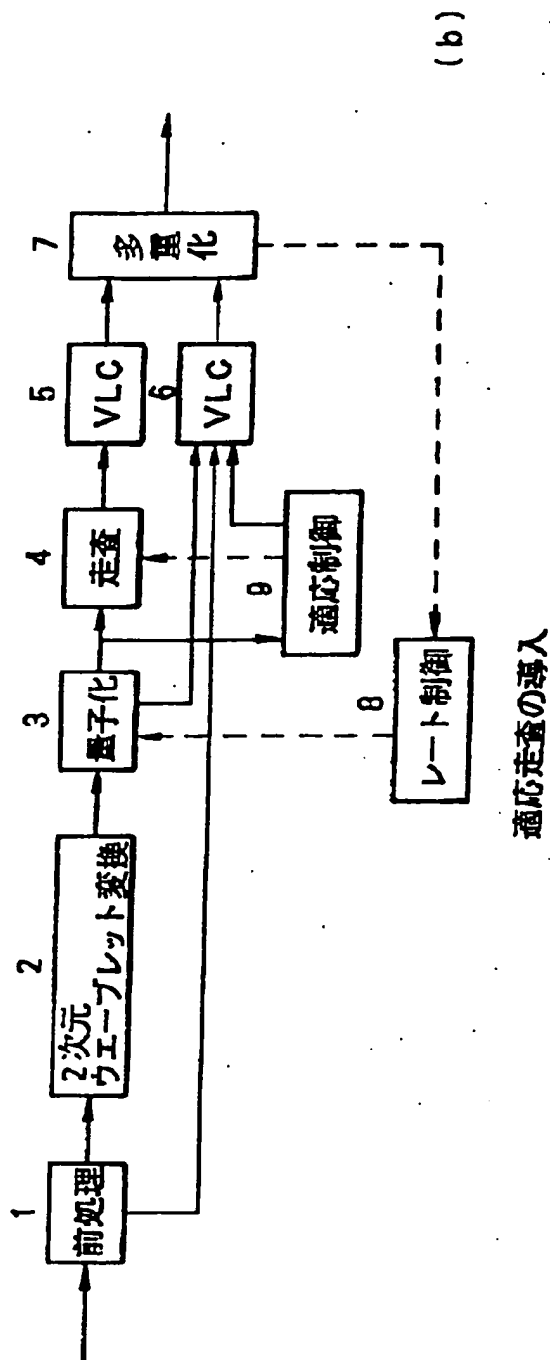 1
前処理
2
2次元
ウェーブレット変換
3
量子化
4
走査
5
VLC
6
VLC
7
多重化
8
レート制御
9
適応制御
適応走査の導入
(b)